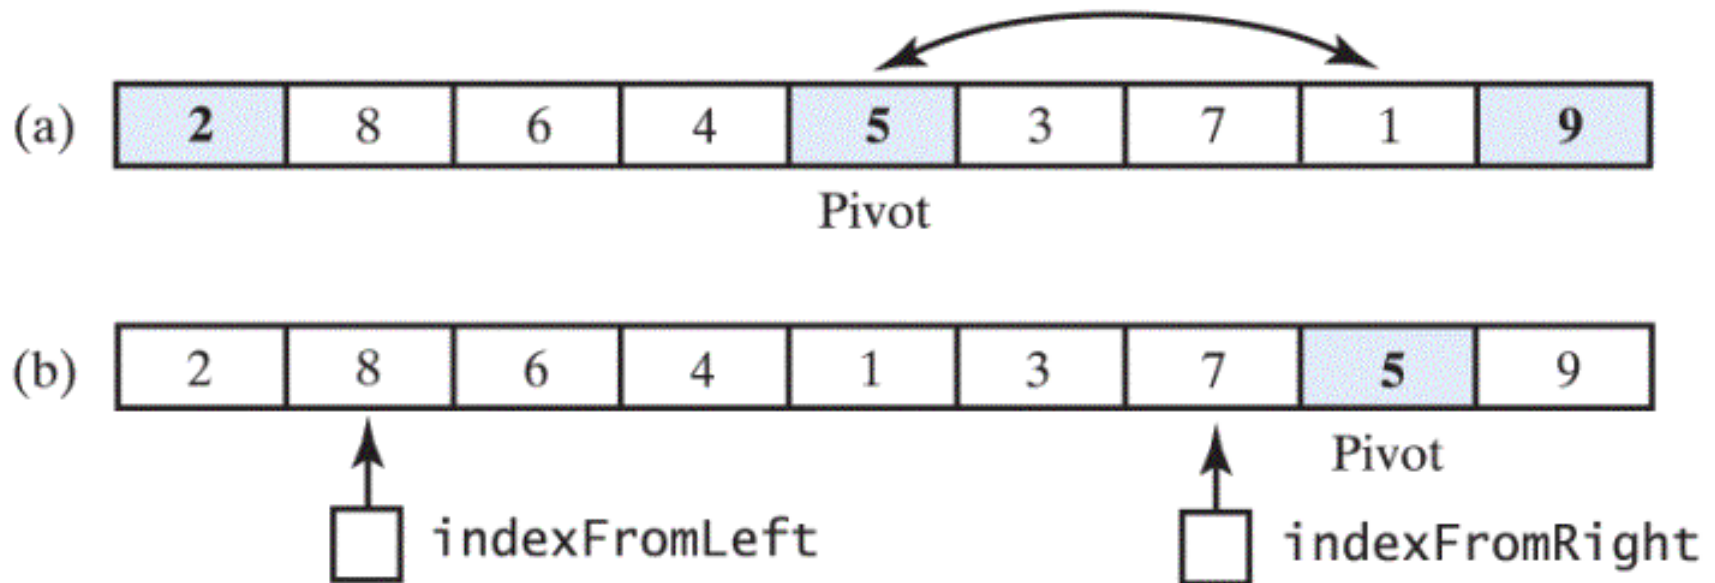 (a) 2 8 6 4 5 3 7 1 9
Pivot
(b) 2 8 6 4 1 3 7 5 9
Pivot
indexFromLeft indexFromRight